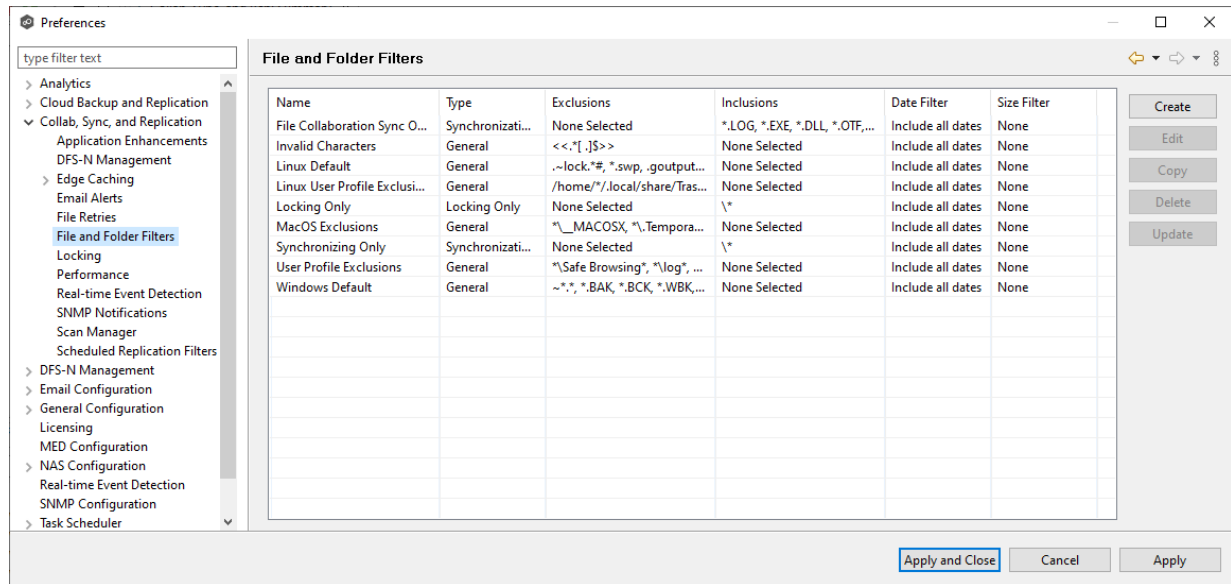 Preferences
type filter text
File and Folder Filters
Analytics
Cloud Backup and Replication
Collab, Sync, and Replication
Application Enhancements
DFS-N Management
Edge Caching
Email Alerts
File Retries
File and Folder Filters
Locking
Performance
Real-time Event Detection
SNMP Notifications
Scan Manager
Scheduled Replication Filters
DFS-N Management
Email Configuration
General Configuration
Licensing
MED Configuration
NAS Configuration
Real-time Event Detection
SNMP Configuration
Task Scheduler
Name Type Exclusions Inclusions Date Filter Size Filter
File Collaboration Sync O... Synchronizati... None Selected *.LOG, *.EXE, *.DLL, *.OTF,... Include all dates None
Invalid Characters General <<.*[ .]$>> None Selected Include all dates None
Linux Default General .~lock.*#, *.swp, .goutput... None Selected Include all dates None
Linux User Profile Exclusi... General /home/*/.local/share/Tras... None Selected Include all dates None
Locking Only Locking Only None Selected \* Include all dates None
MacOS Exclusions General *\__MACOSX, *\.Tempora... None Selected Include all dates None
Synchronizing Only Synchronizati... None Selected \* Include all dates None
User Profile Exclusions General *\Safe Browsing*, *\log*, ... None Selected Include all dates None
Windows Default General ~*.*, *.BAK, *.BCK, *.WBK,... None Selected Include all dates None
Create
Edit
Copy
Delete
Update
Apply and Close Cancel Apply